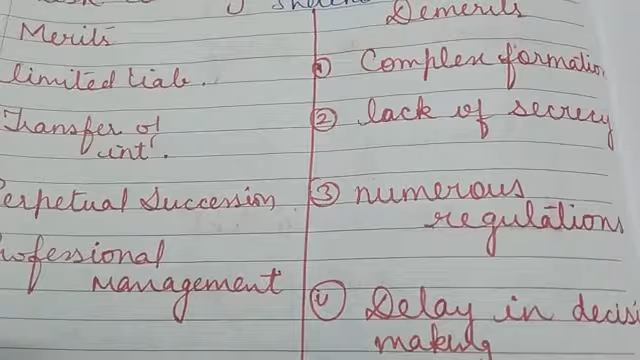 Merits
limited liab.
Transfer of
int'.
Perpetual Succession
Professional
management
Demerits
① Complex formation
② lack of secrecy
③ numerous
regulations
④ Delay in decisi
making